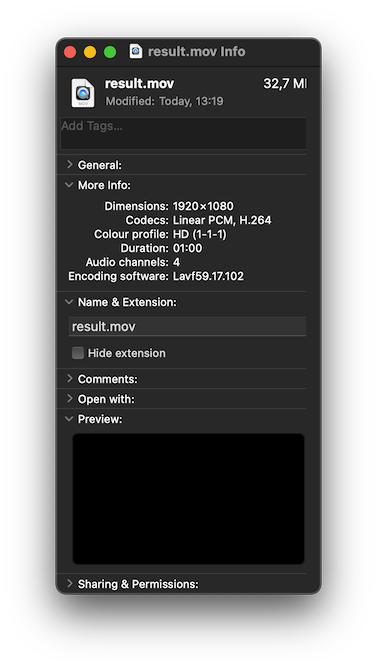 result.mov Info
result.mov 32,7 M
Modified: Today, 13:19
Add Tags...
General:
More Info:
Dimensions: 1920×1080
Codecs: Linear PCM, H.264
Colour profile: HD (1-1-1)
Duration: 01:00
Audio channels: 4
Encoding software: Lavf59.17.102
Name & Extension:
result.mov
Hide extension
Comments:
Open with:
Preview:
Sharing & Permissions: